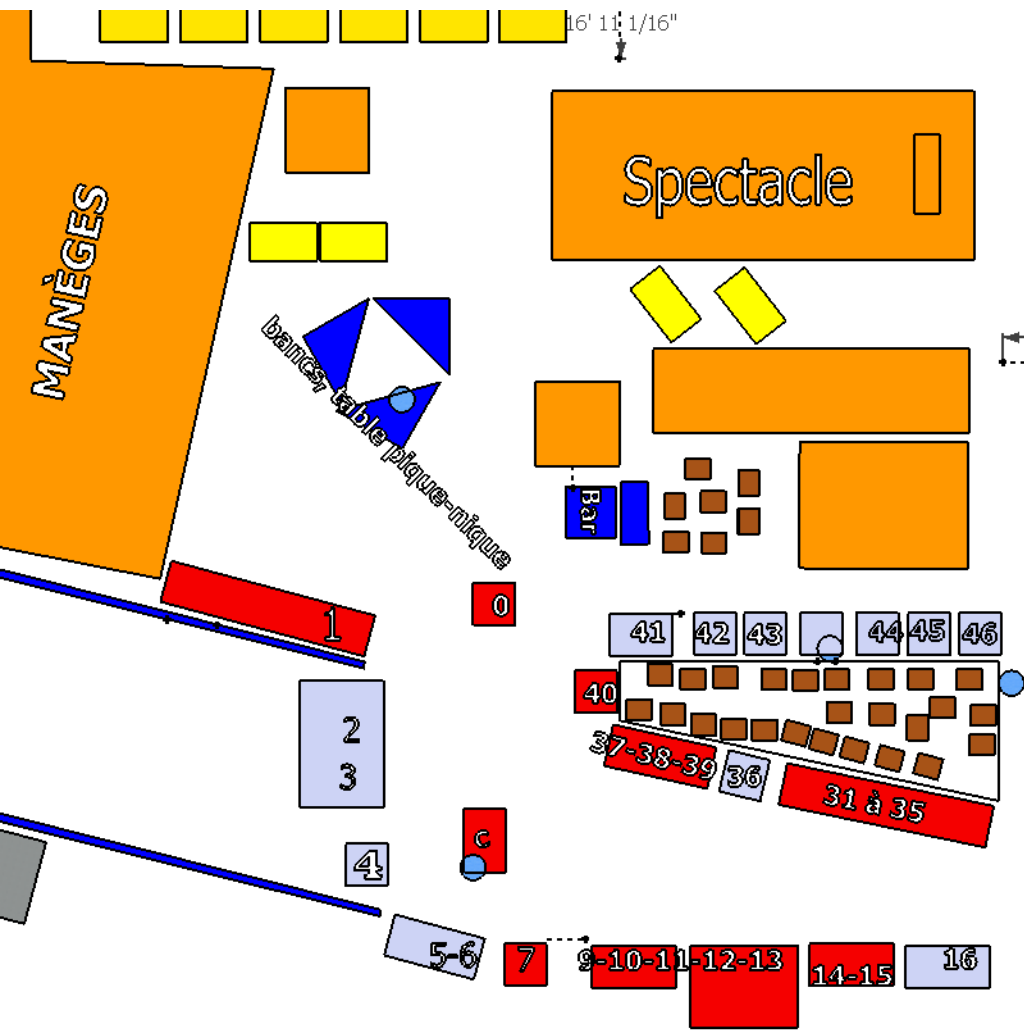 16' 11 1/16"
Spectacle
MANÈGES
bancs, table pique-nique
Bar
0
1
41
42
43
44
45
46
40
37-38-39
36
31 à 35
2
3
c
4
5-6
7
9-10-11-12-13
14-15
16